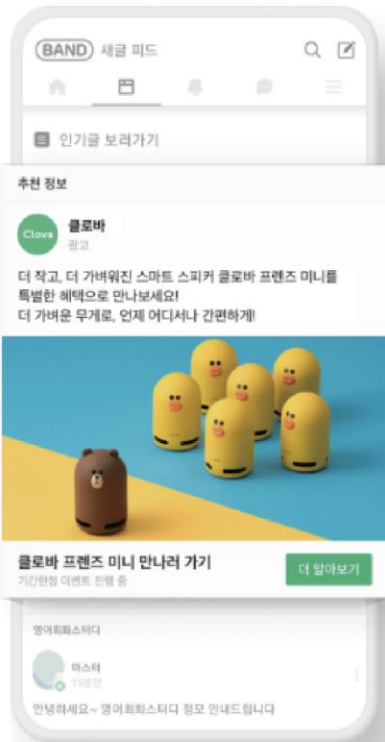 BAND 새글 피드
인기글 보러가기
추천 정보
Clova
클로바
광고
더 작고, 더 가벼워진 스마트 스피커 클로바 프렌즈 미니를
특별한 혜택으로 만나보세요!
더 가벼운 무게로, 언제 어디서나 간편하게!
클로바 프렌즈 미니 만나러 가기
기간한정 이벤트 진행 중
더 알아보기
영어회화스터디
마스터
15분전
안녕하세요~ 영어회화스터디 정모 안내드립니다